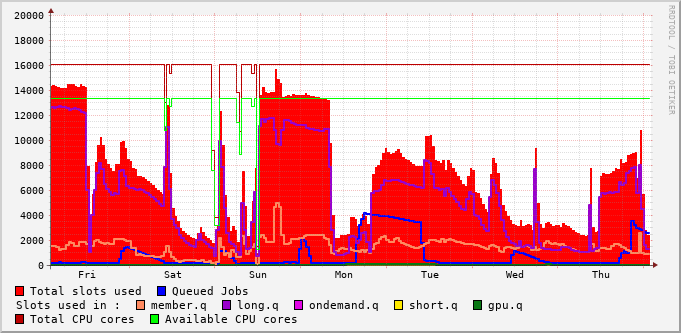 RRDTOOL / TOBI OETIKER
20000
18000
16000
14000
12000
10000
8000
6000
4000
2000
0
Fri Sat Sun Mon Tue Wed Thu
Total slots used Queued Jobs
Slots used in : member.q long.q ondemand.q short.q gpu.q
Total CPU cores Available CPU cores